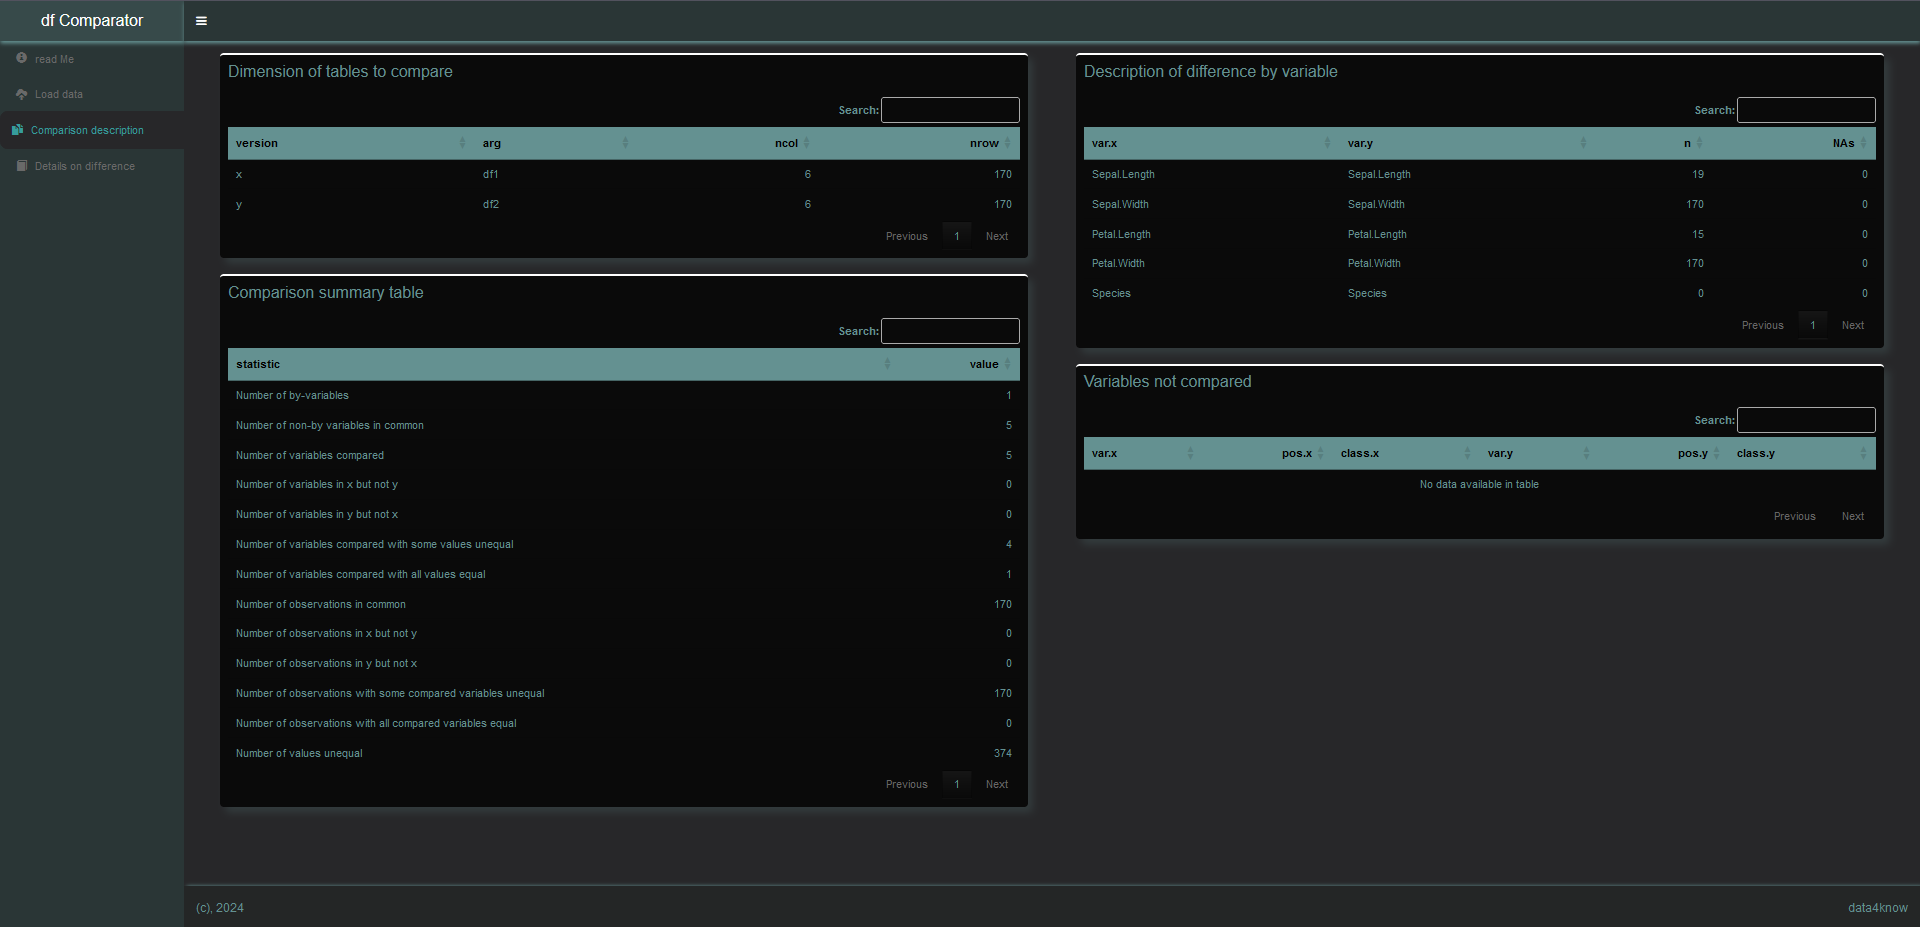 df Comparator
read Me
Load data
Comparison description
Details on difference
Dimension of tables to compare
Search:
version arg ncol nrow
x df1 6 170
y df2 6 170
Previous 1 Next
Comparison summary table
Search:
statistic value
Number of by-variables 1
Number of non-by variables in common 5
Number of variables compared 5
Number of variables in x but not y 0
Number of variables in y but not x 0
Number of variables compared with some values unequal 4
Number of variables compared with all values equal 1
Number of observations in common 170
Number of observations in x but not y 0
Number of observations in y but not x 0
Number of observations with some compared variables unequal 170
Number of observations with all compared variables equal 0
Number of values unequal 374
Previous 1 Next
Description of difference by variable
Search:
var.x var.y n NAs
Sepal.Length Sepal.Length 19 0
Sepal.Width Sepal.Width 170 0
Petal.Length Petal.Length 15 0
Petal.Width Petal.Width 170 0
Species Species 0 0
Previous 1 Next
Variables not compared
Search:
var.x pos.x class.x var.y pos.y class.y
No data available in table
Previous Next
(c), 2024
data4know